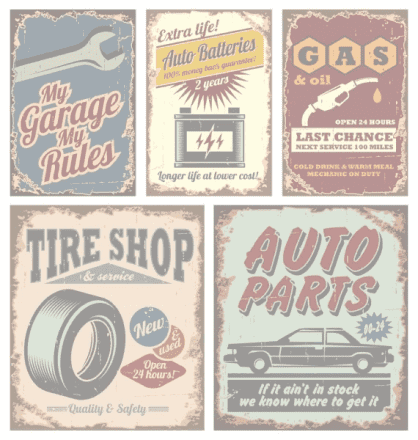 My
Garage
My
Rules
Extra life!
Auto Batteries
100% money back guarantee!
2 years
Longer life at lower cost!
GAS
& oil
OPEN 24 HOURS
LAST CHANCE
NEXT SERVICE 100 MILES
COLD DRINK & WARM MEAL
MECHANIC ON DUTY
TIRE SHOP
& service
New
& used
Open
24 hours!
Quality & Safety
AUTO
PARTS
00-24
If it ain't in stock
we know where to get it